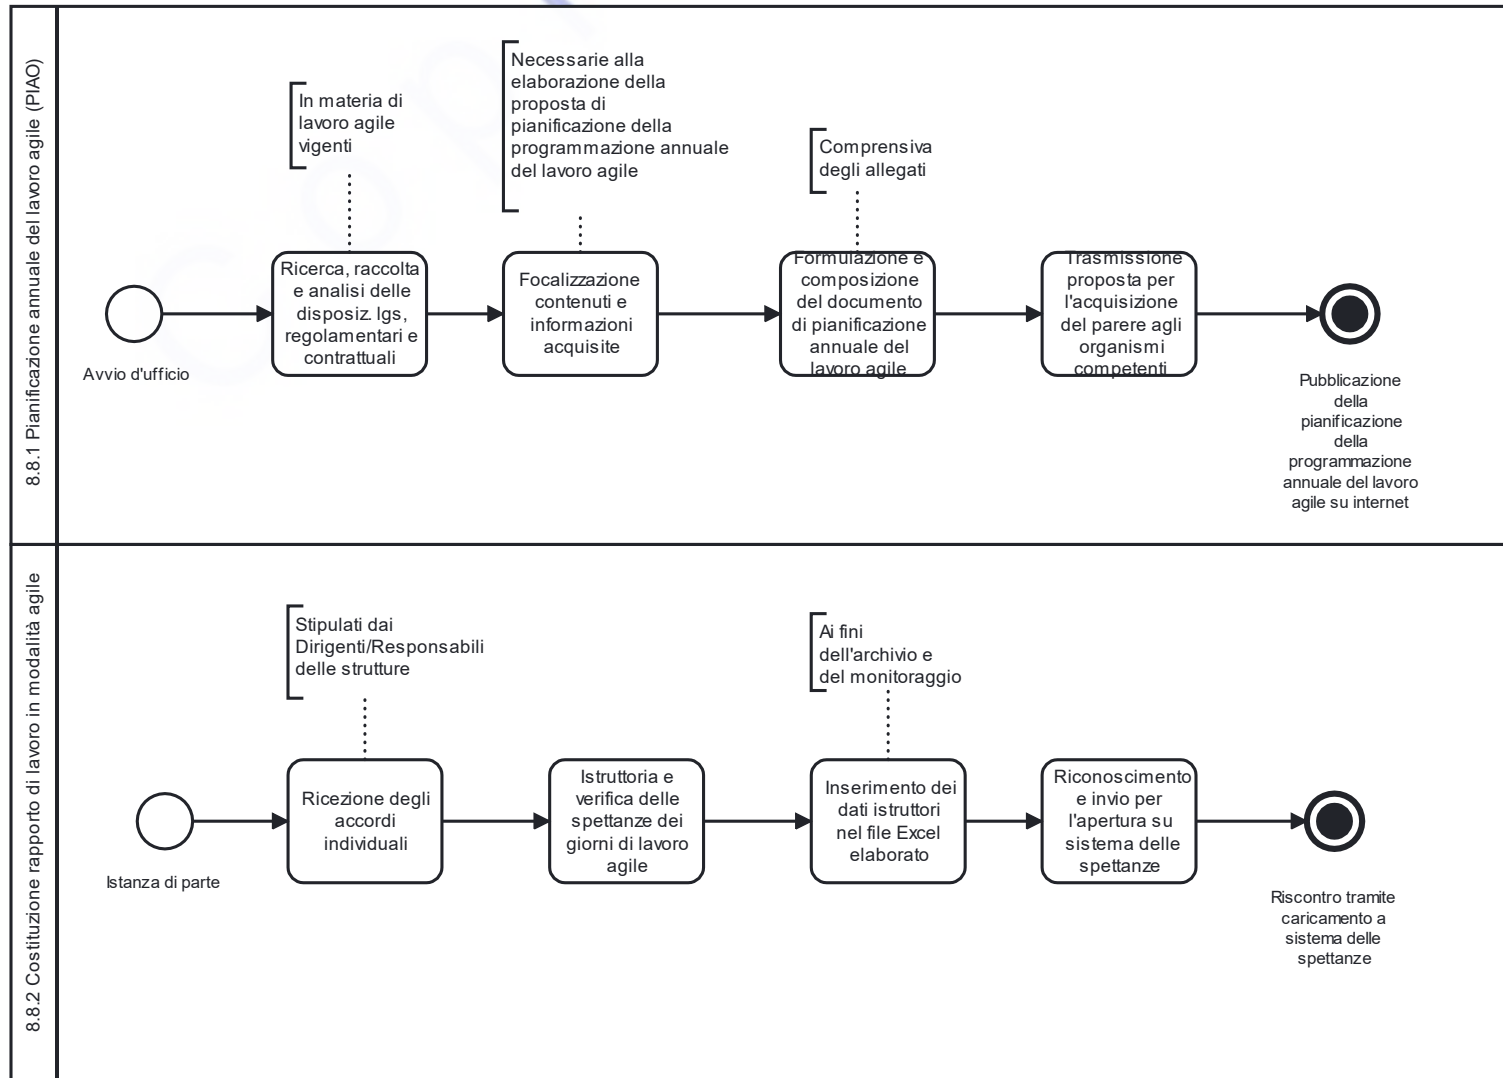 8.8.1 Pianificazione annuale del lavoro agile (PIAO)
In materia di
lavoro agile
vigenti
Necessarie alla
elaborazione della
proposta di
pianificazione della
programmazione annuale
del lavoro agile
Comprensiva
degli allegati
Avvio d'ufficio
Ricerca, raccolta
e analisi delle
disposiz. lgs,
regolamentari e
contrattuali
Focalizzazione
contenuti e
informazioni
acquisite
Formulazione e
composizione
del documento
di pianificazione
annuale del
lavoro agile
Trasmissione
proposta per
l'acquisizione
del parere agli
organismi
competenti
Pubblicazione
della
pianificazione
della
programmazione
annuale del lavoro
agile su internet
8.8.2 Costituzione rapporto di lavoro in modalità agile
Stipulati dai
Dirigenti/Responsabili
delle strutture
Ai fini
dell'archivio e
del monitoraggio
Istanza di parte
Ricezione degli
accordi
individuali
Istruttoria e
verifica delle
spettanze dei
giorni di lavoro
agile
Inserimento dei
dati istruttori
nel file Excel
elaborato
Riconoscimento
e invio per
l'apertura su
sistema delle
spettanze
Riscontro tramite
caricamento a
sistema delle
spettanze